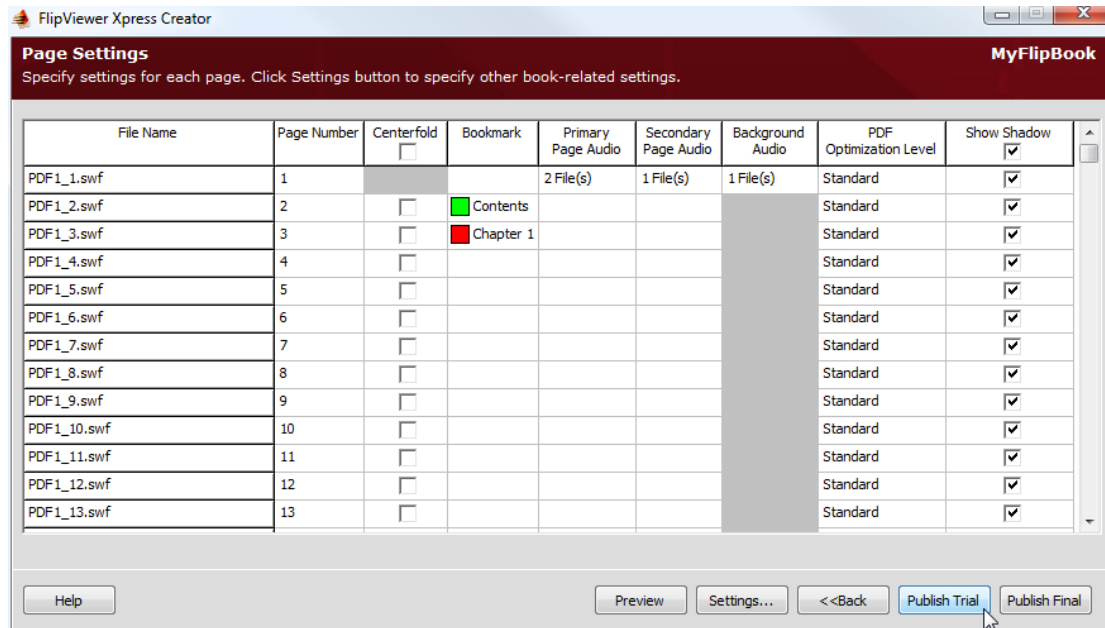 FlipViewer Xpress Creator
Page Settings
MyFlipBook
Specify settings for each page. Click Settings button to specify other book-related settings.
File Name Page Number Centerfold Bookmark Primary Page Audio Secondary Page Audio Background Audio PDF Optimization Level Show Shadow
PDF1_1.swf 1 2 File(s) 1 File(s) 1 File(s) Standard
PDF1_2.swf 2 Contents Standard
PDF1_3.swf 3 Chapter 1 Standard
PDF1_4.swf 4 Standard
PDF1_5.swf 5 Standard
PDF1_6.swf 6 Standard
PDF1_7.swf 7 Standard
PDF1_8.swf 8 Standard
PDF1_9.swf 9 Standard
PDF1_10.swf 10 Standard
PDF1_11.swf 11 Standard
PDF1_12.swf 12 Standard
PDF1_13.swf 13 Standard
Help Preview Settings... <<Back Publish Trial Publish Final